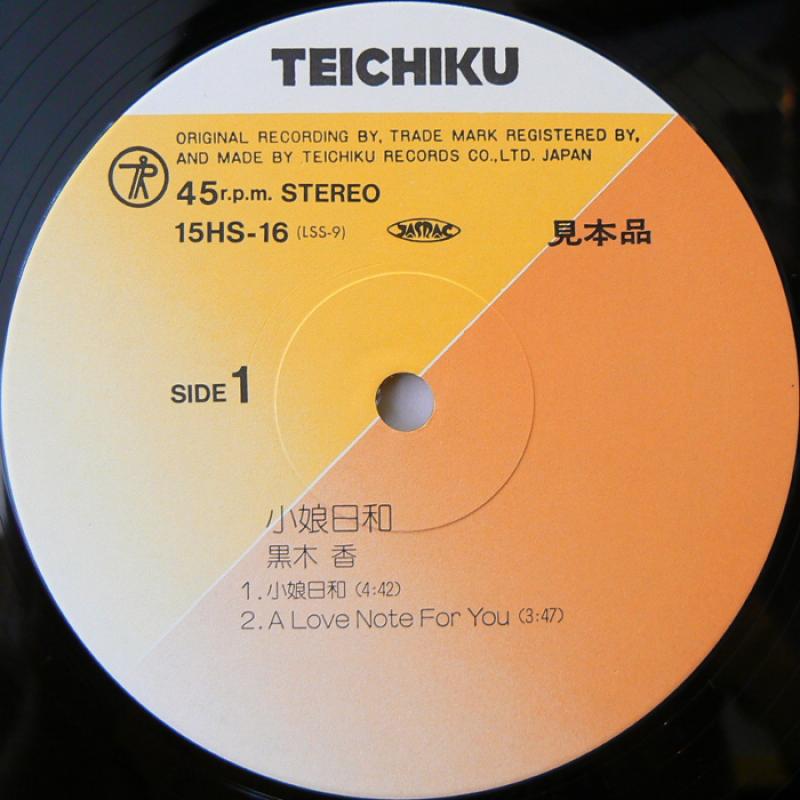 TEICHIKU
ORIGINAL RECORDING BY, TRADE MARK REGISTERED BY,
AND MADE BY TEICHIKU RECORDS CO.,LTD. JAPAN
TR 45r.p.m. STEREO
15HS-16 (LSS-9) JASRAC 見本品
SIDE 1
小娘日和
黒木 香
1.小娘日和 (4:42)
2.A Love Note For You (3:47)